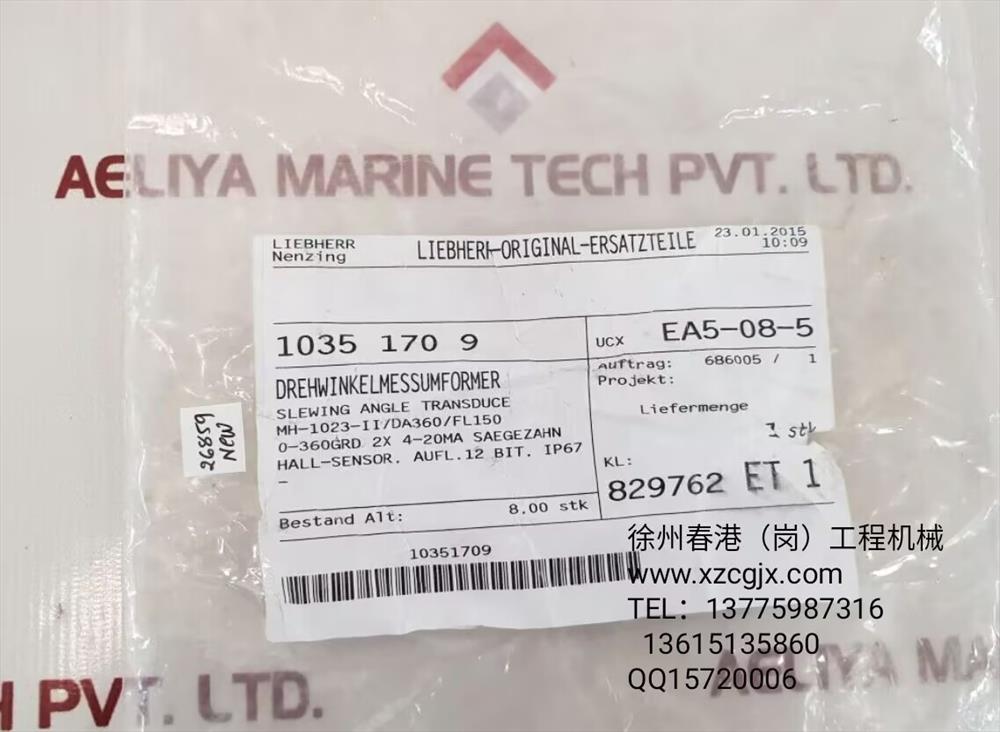 AELIYA MARINE TECH PVT. LTD.
LIEBHERR
Nenzing
LIEBHERR-ORIGINAL-ERSATZTEILE
23.01.2015
10:09
1035 170 9
UCX EA5-08-5
Auftrag: 686005 / 1
Projekt:
DREHWINKELMESSUMFORMER
SLEWING ANGLE TRANSDUCE
MH-1023-II/DA360/FL150
0-360GRD 2X 4-20MA SAEGEZAHN
HALL-SENSOR. AUFL.12 BIT. IP67
-
Liefermenge
1 stk
KL:
829762 ET 1
Bestand Alt: 8.00 stk
10351709
26859
NEW
徐州春港（岗）工程机械
www.xzcgjx.com
TEL：13775987316
13615135860
QQ15720006
AELIYA MA
H PVT. LTD.